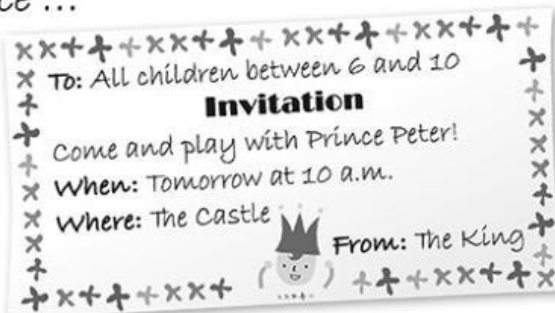 ce ...
To: All children between 6 and 10
Invitation
Come and play with Prince Peter!
When: Tomorrow at 10 a.m.
Where: The Castle
From: The King